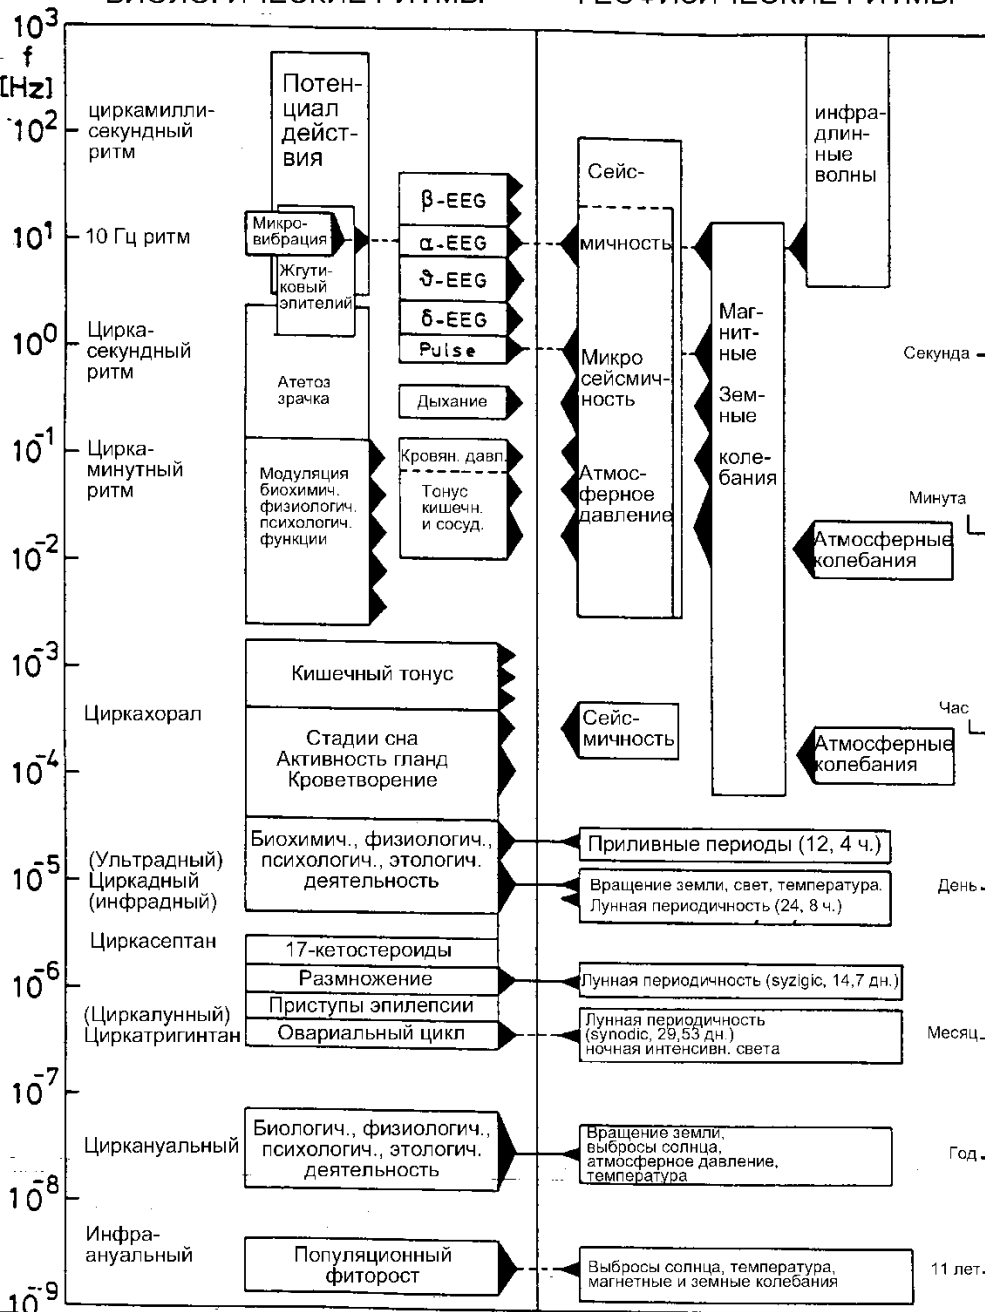 БИОЛОГИЧЕСКИЕ РИТМЫ
ГЕОФИЗИЧЕСКИЕ РИТМЫ
10³
f
[Hz]
10²
10¹
10⁰
10⁻¹
10⁻²
10⁻³
10⁻⁴
10⁻⁵
10⁻⁶
10⁻⁷
10⁻⁸
10⁻⁹
циркамилли-
секундный
ритм
10 Гц ритм
Цирка-
секундный
ритм
Цирка-
минутный
ритм
Циркахорал
(Ультрадный)
Циркадный
(инфрадный)
Циркасептан
(Циркалунный)
Циркатригинтан
Циркануальный
Инфра-
ануальный
Потен-
циал
дейст-
вия
Микро-
вибрация
Жгути-
ковый
эпителий
Атетоз
зрачка
Модуляция
биохимич.
физиологич.
психологич.
функции
β-EEG
α-EEG
ϑ-EEG
δ-EEG
Pulse
Дыхание
Кровян. давл.
Тонус
кишечн.
и сосуд.
Кишечный тонус
Стадии сна
Активность гланд
Кроветворение
Биохимич., физиологич.,
психологич., этологич.
деятельность
17-кетостероиды
Размножение
Приступы эпилепсии
Овариальный цикл
Биологич., физиологич.,
психологич., этологич.
деятельность
Популяционный
фиторост
Сейс-
мичность
Микро
сейсмич-
ность
Атмос-
ферное
давление
Маг-
нит-
ные
Зем-
ные
коле-
бания
инфра-
длин-
ные
волны
Атмосферные
колебания
Сейс-
мичность
Атмосферные
колебания
Приливные периоды (12, 4 ч.)
Вращение земли, свет, температура.
Лунная периодичность (24, 8 ч.)
Лунная периодичность (syzigic, 14,7 дн.)
Лунная периодичность
(synodic, 29,53 дн.)
ночная интенсивн. света
Вращение земли,
выбросы солнца,
атмосферное давление,
температура
Выбросы солнца, температура,
магнетные и земные колебания
Секунда
Минута
Час
День
Месяц
Год
11 лет